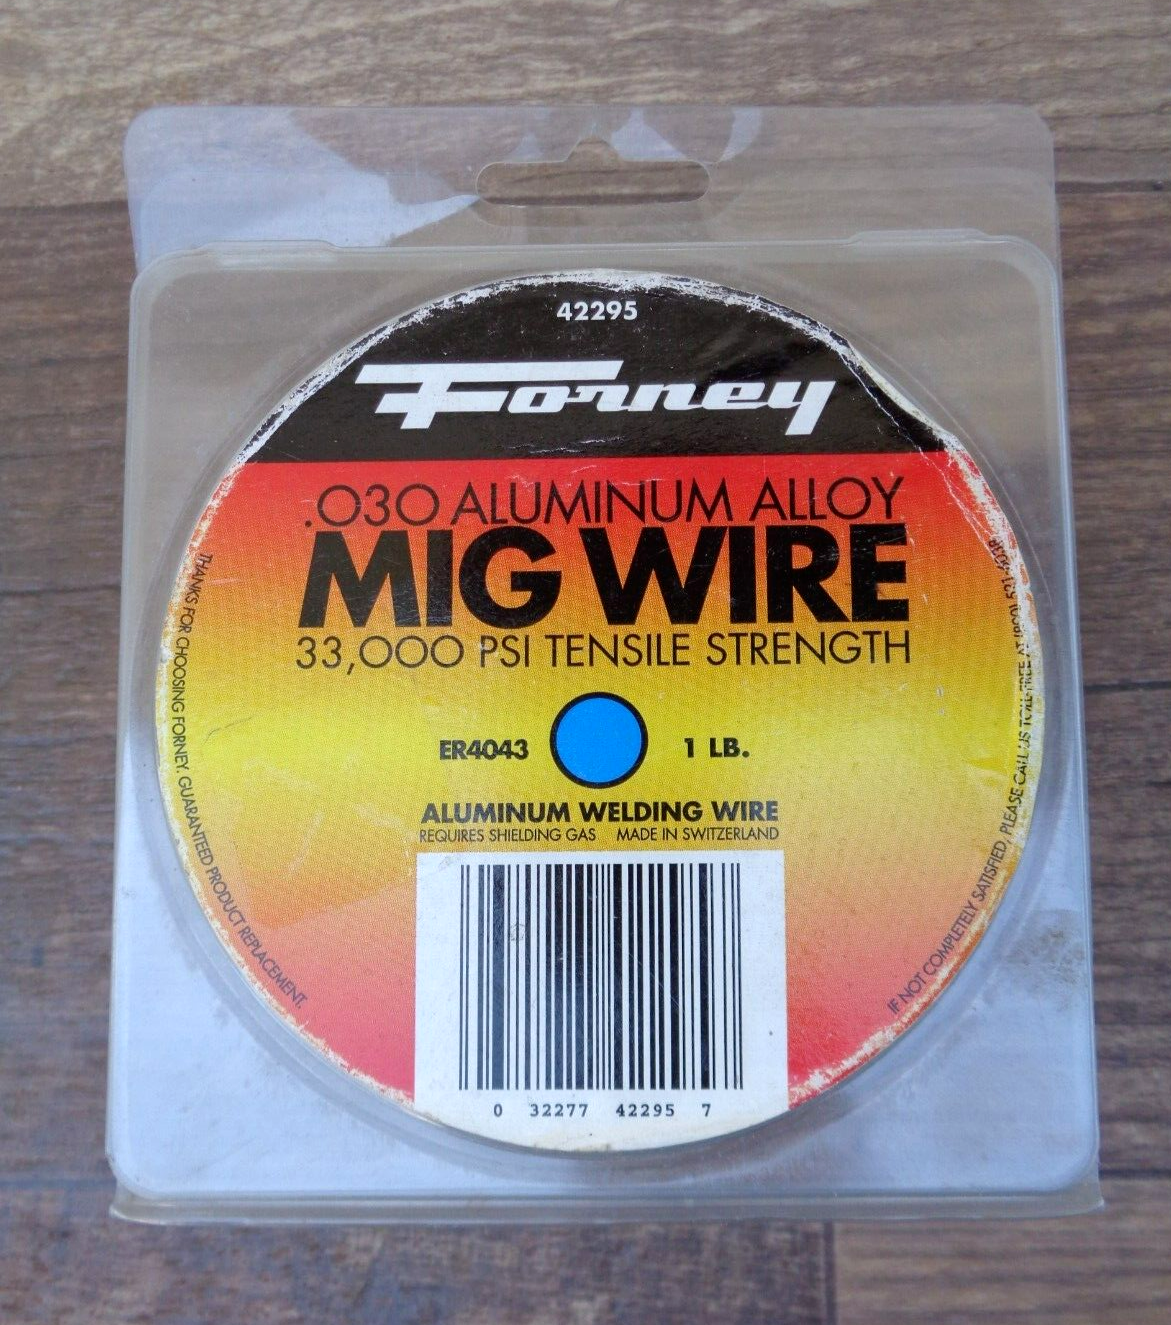 42295
Forney
.030 ALUMINUM ALLOY
MIG WIRE
33,000 PSI TENSILE STRENGTH
ER4043 1 LB.
ALUMINUM WELDING WIRE
REQUIRES SHIELDING GAS MADE IN SWITZERLAND
0 32277 42295 7
THANKS FOR CHOOSING FORNEY. GUARANTEED PRODUCT REPLACEMENT.
IF NOT COMPLETELY SATISFIED, PLEASE CALL US TOLL-FREE AT (800)